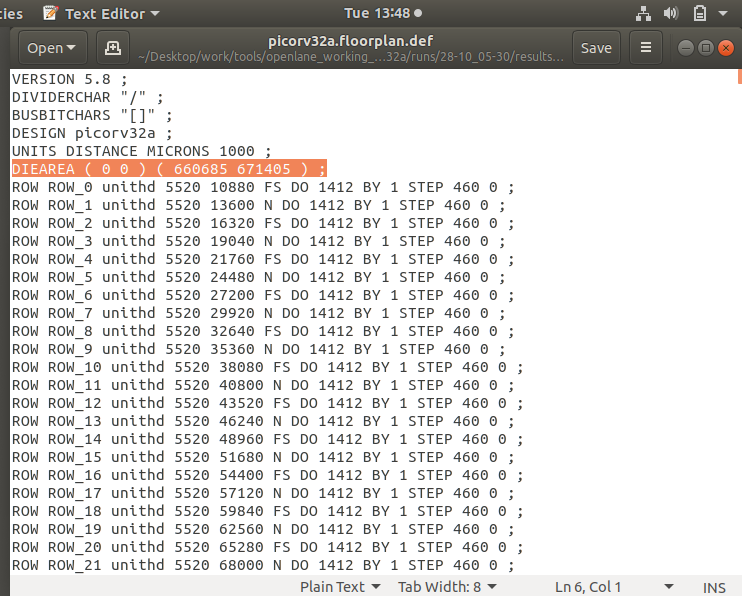 ties Text Editor Tue 13:48
Open picorv32a.floorplan.def Save
~/Desktop/work/tools/openlane_working_...32a/runs/28-10_05-30/results...
VERSION 5.8 ;
DIVIDERCHAR "/" ;
BUSBITCHARS "[]" ;
DESIGN picorv32a ;
UNITS DISTANCE MICRONS 1000 ;
DIEAREA ( 0 0 ) ( 660685 671405 ) ;
ROW ROW_0 unithd 5520 10880 FS DO 1412 BY 1 STEP 460 0 ;
ROW ROW_1 unithd 5520 13600 N DO 1412 BY 1 STEP 460 0 ;
ROW ROW_2 unithd 5520 16320 FS DO 1412 BY 1 STEP 460 0 ;
ROW ROW_3 unithd 5520 19040 N DO 1412 BY 1 STEP 460 0 ;
ROW ROW_4 unithd 5520 21760 FS DO 1412 BY 1 STEP 460 0 ;
ROW ROW_5 unithd 5520 24480 N DO 1412 BY 1 STEP 460 0 ;
ROW ROW_6 unithd 5520 27200 FS DO 1412 BY 1 STEP 460 0 ;
ROW ROW_7 unithd 5520 29920 N DO 1412 BY 1 STEP 460 0 ;
ROW ROW_8 unithd 5520 32640 FS DO 1412 BY 1 STEP 460 0 ;
ROW ROW_9 unithd 5520 35360 N DO 1412 BY 1 STEP 460 0 ;
ROW ROW_10 unithd 5520 38080 FS DO 1412 BY 1 STEP 460 0 ;
ROW ROW_11 unithd 5520 40800 N DO 1412 BY 1 STEP 460 0 ;
ROW ROW_12 unithd 5520 43520 FS DO 1412 BY 1 STEP 460 0 ;
ROW ROW_13 unithd 5520 46240 N DO 1412 BY 1 STEP 460 0 ;
ROW ROW_14 unithd 5520 48960 FS DO 1412 BY 1 STEP 460 0 ;
ROW ROW_15 unithd 5520 51680 N DO 1412 BY 1 STEP 460 0 ;
ROW ROW_16 unithd 5520 54400 FS DO 1412 BY 1 STEP 460 0 ;
ROW ROW_17 unithd 5520 57120 N DO 1412 BY 1 STEP 460 0 ;
ROW ROW_18 unithd 5520 59840 FS DO 1412 BY 1 STEP 460 0 ;
ROW ROW_19 unithd 5520 62560 N DO 1412 BY 1 STEP 460 0 ;
ROW ROW_20 unithd 5520 65280 FS DO 1412 BY 1 STEP 460 0 ;
ROW ROW_21 unithd 5520 68000 N DO 1412 BY 1 STEP 460 0 ;
Plain Text Tab Width: 8 Ln 6, Col 1 INS